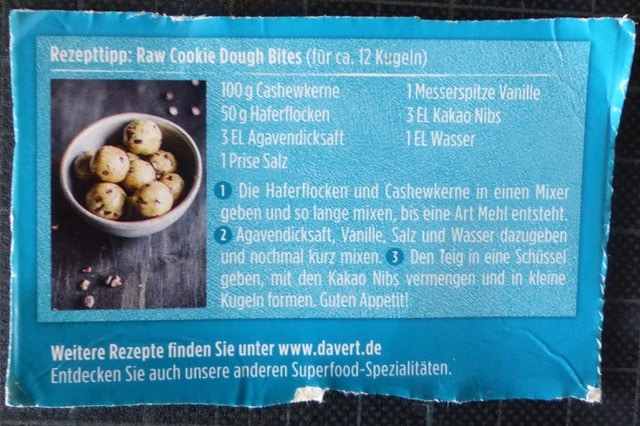 Rezepttipp: Raw Cookie Dough Bites (für ca. 12 Kugeln)
100 g Cashewkerne
50 g Haferflocken
3 EL Agavendicksaft
1 Prise Salz
1 Messerspitze Vanille
3 EL Kakao Nibs
1 EL Wasser
1 Die Haferflocken und Cashewkerne in einen Mixer
geben und so lange mixen, bis eine Art Mehl entsteht.
2 Agavendicksaft, Vanille, Salz und Wasser dazugeben
und nochmal kurz mixen. 3 Den Teig in eine Schüssel
geben, mit den Kakao Nibs vermengen und in kleine
Kugeln formen. Guten Appetit!
Weitere Rezepte finden Sie unter www.davert.de
Entdecken Sie auch unsere anderen Superfood-Spezialitäten.